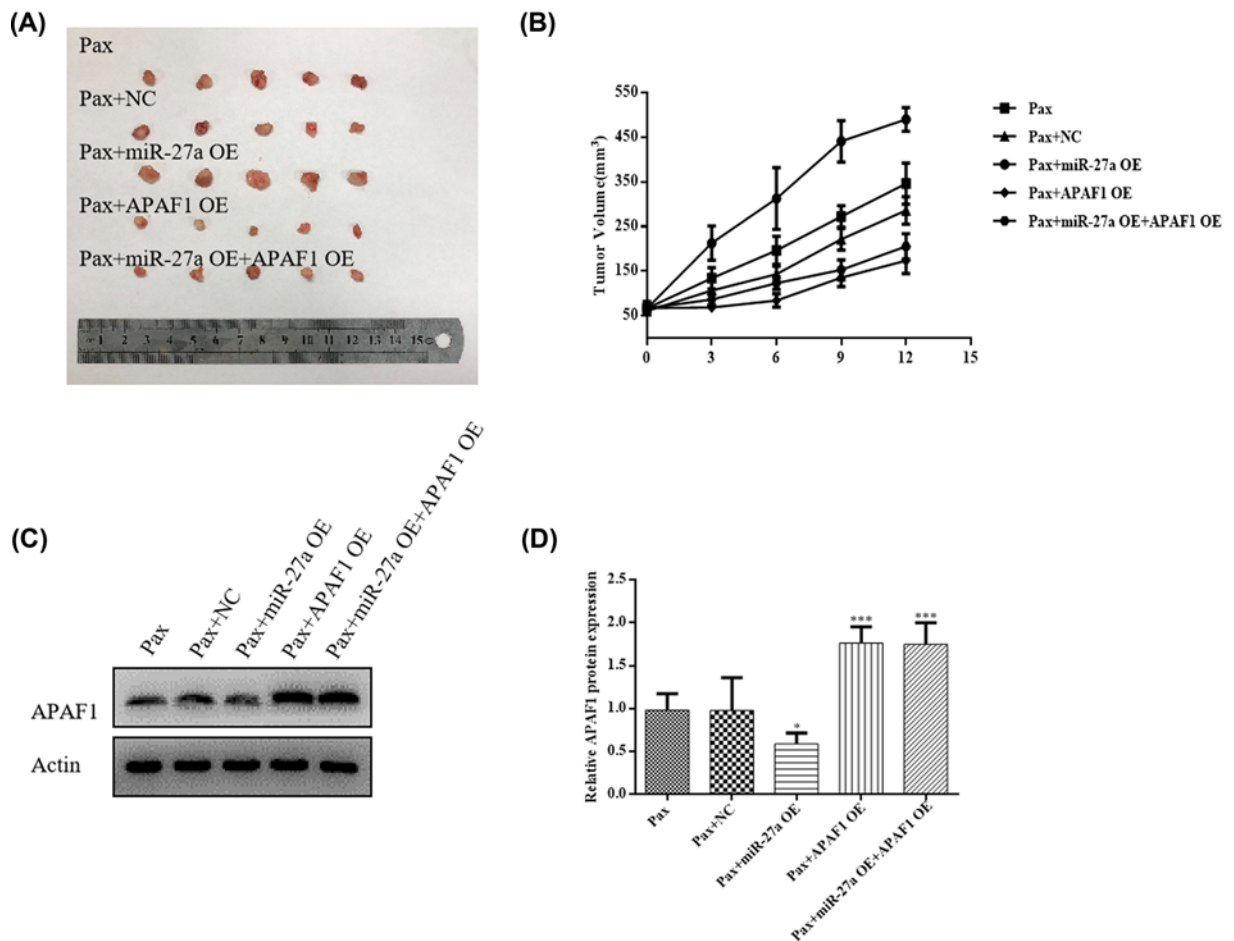 (A)
Pax
Pax+NC
Pax+miR-27a OE
Pax+APAF1 OE
Pax+miR-27a OE+APAF1 OE
1 2 3 4 5 6 7 8 9 10 11 12 13 14 15
(B)
Tumor Volume(mm³)
550
450
350
250
150
50
0 3 6 9 12 15
Pax
Pax+NC
Pax+miR-27a OE
Pax+APAF1 OE
Pax+miR-27a OE+APAF1 OE
(C)
Pax
Pax+NC
Pax+miR-27a OE
Pax+APAF1 OE
Pax+miR-27a OE+APAF1 OE
APAF1
Actin
(D)
Relative APAF1 protein expression
2.5
2.0
1.5
1.0
0.5
0.0
*
***
***
Pax
Pax+NC
Pax+miR-27a OE
Pax+APAF1 OE
Pax+miR-27a OE+APAF1 OE